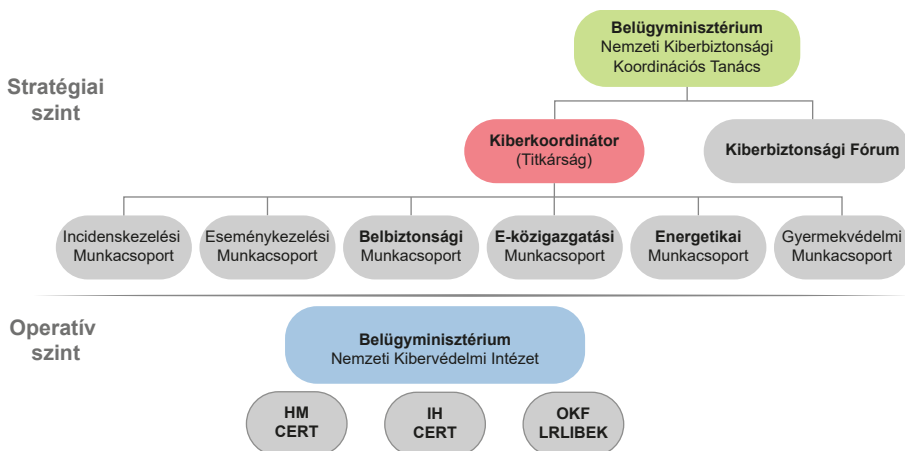 Belügyminisztérium
Nemzeti Kiberbiztonsági
Koordinációs Tanács
Stratégiai
szint
Kiberkoordinátor
(Titkárság)
Kiberbiztonsági Fórum
Incidenskezelési
Munkacsoport
Eseménykezelési
Munkacsoport
Belbiztonsági
Munkacsoport
E-közigazgatási
Munkacsoport
Energetikai
Munkacsoport
Gyermekvédelmi
Munkacsoport
Operatív
szint
Belügyminisztérium
Nemzeti Kibervédelmi Intézet
HM
CERT
IH
CERT
OKF
LRLIBEK